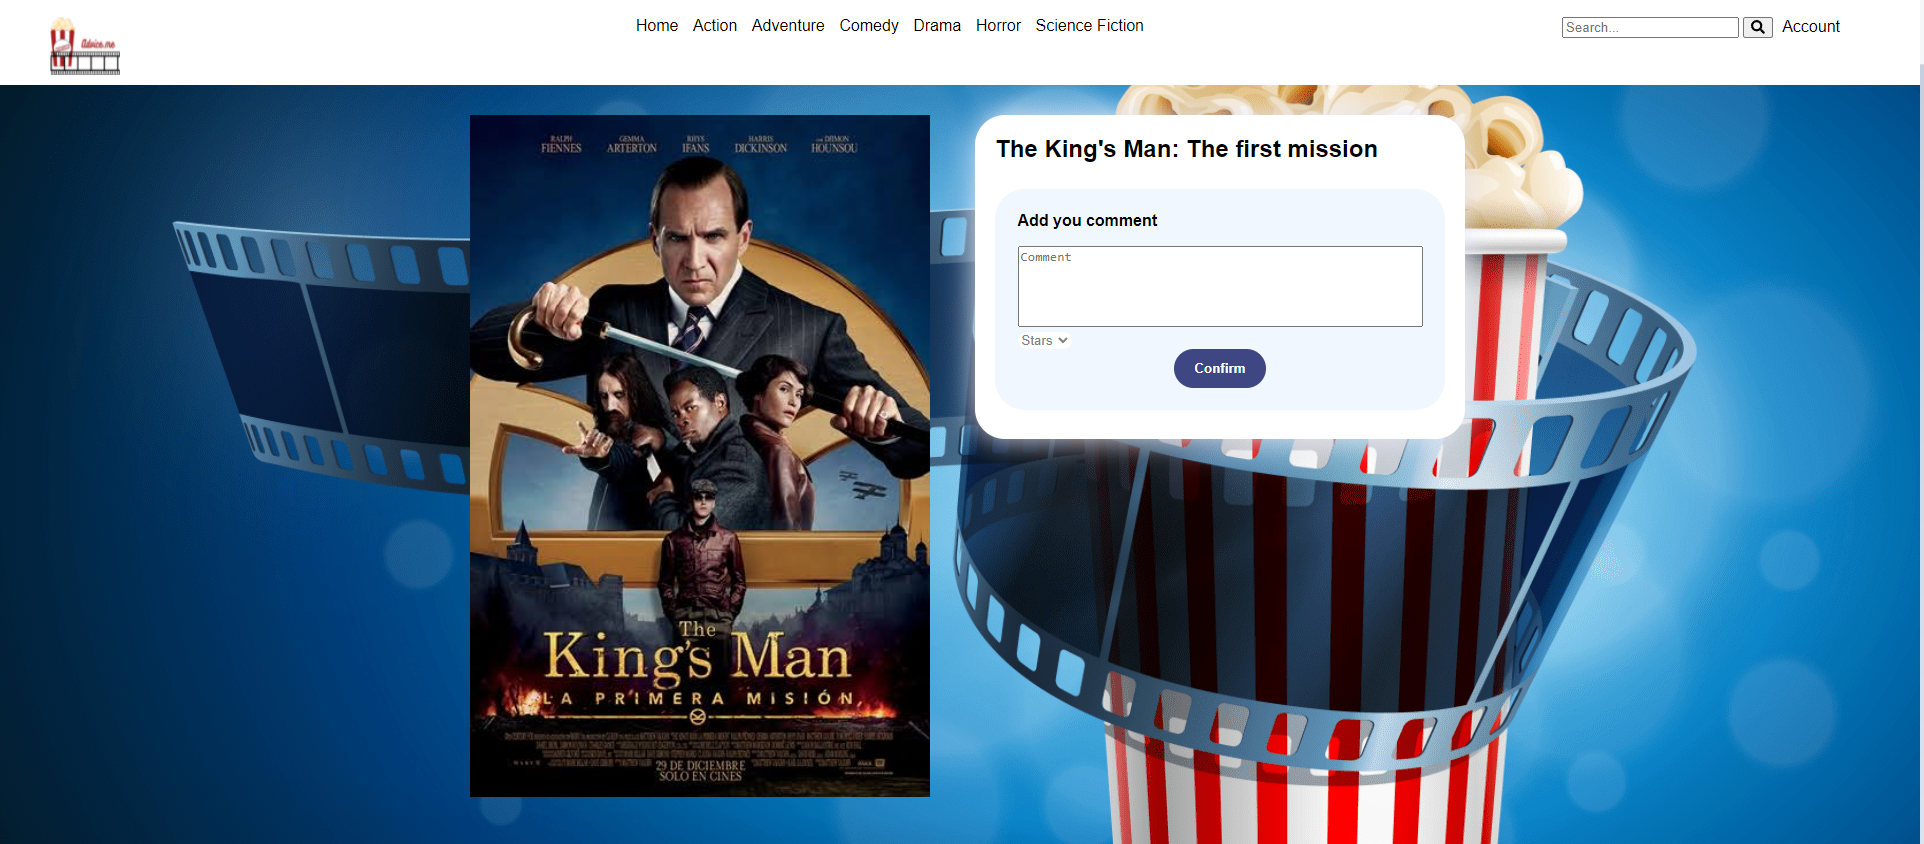 Advice.me
Home Action Adventure Comedy Drama Horror Science Fiction
Search...
Account
RALPH FIENNES
GEMMA ARTERTON
RHYS IFANS
HARRIS DICKINSON
DJIMON HOUNSOU
The
King's Man
LA PRIMERA MISIÓN
29 DE DICIEMBRE
SOLO EN CINES
The King's Man: The first mission
Add you comment
Comment
Stars
Confirm